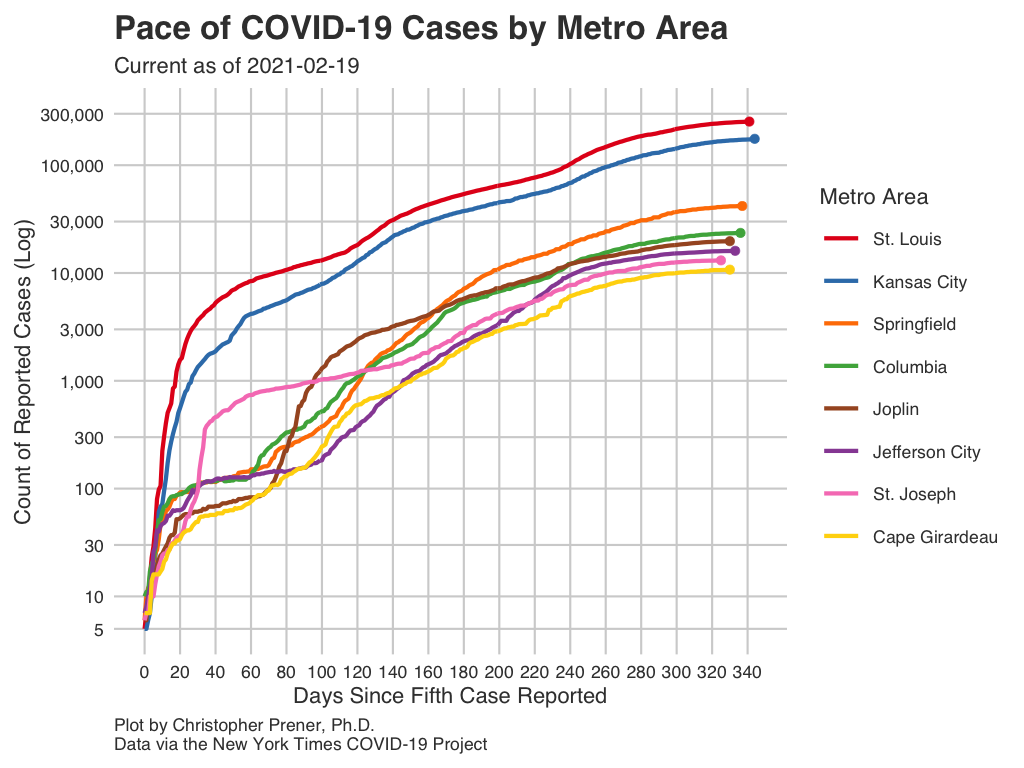 Pace of COVID-19 Cases by Metro Area
Current as of 2021-02-19
Count of Reported Cases (Log)
300,000
100,000
30,000
10,000
3,000
1,000
300
100
30
10
5
0 20 40 60 80 100 120 140 160 180 200 220 240 260 280 300 320 340
Days Since Fifth Case Reported
Metro Area
St. Louis
Kansas City
Springfield
Columbia
Joplin
Jefferson City
St. Joseph
Cape Girardeau
Plot by Christopher Prener, Ph.D.
Data via the New York Times COVID-19 Project